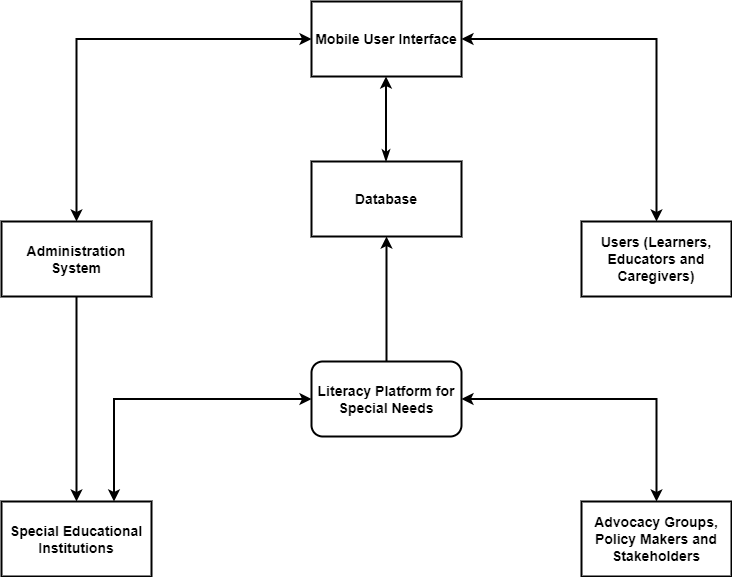 Mobile User Interface
Database
Administration
System
Users (Learners,
Educators and
Caregivers)
Literacy Platform for
Special Needs
Special Educational
Institutions
Advocacy Groups,
Policy Makers and
Stakeholders